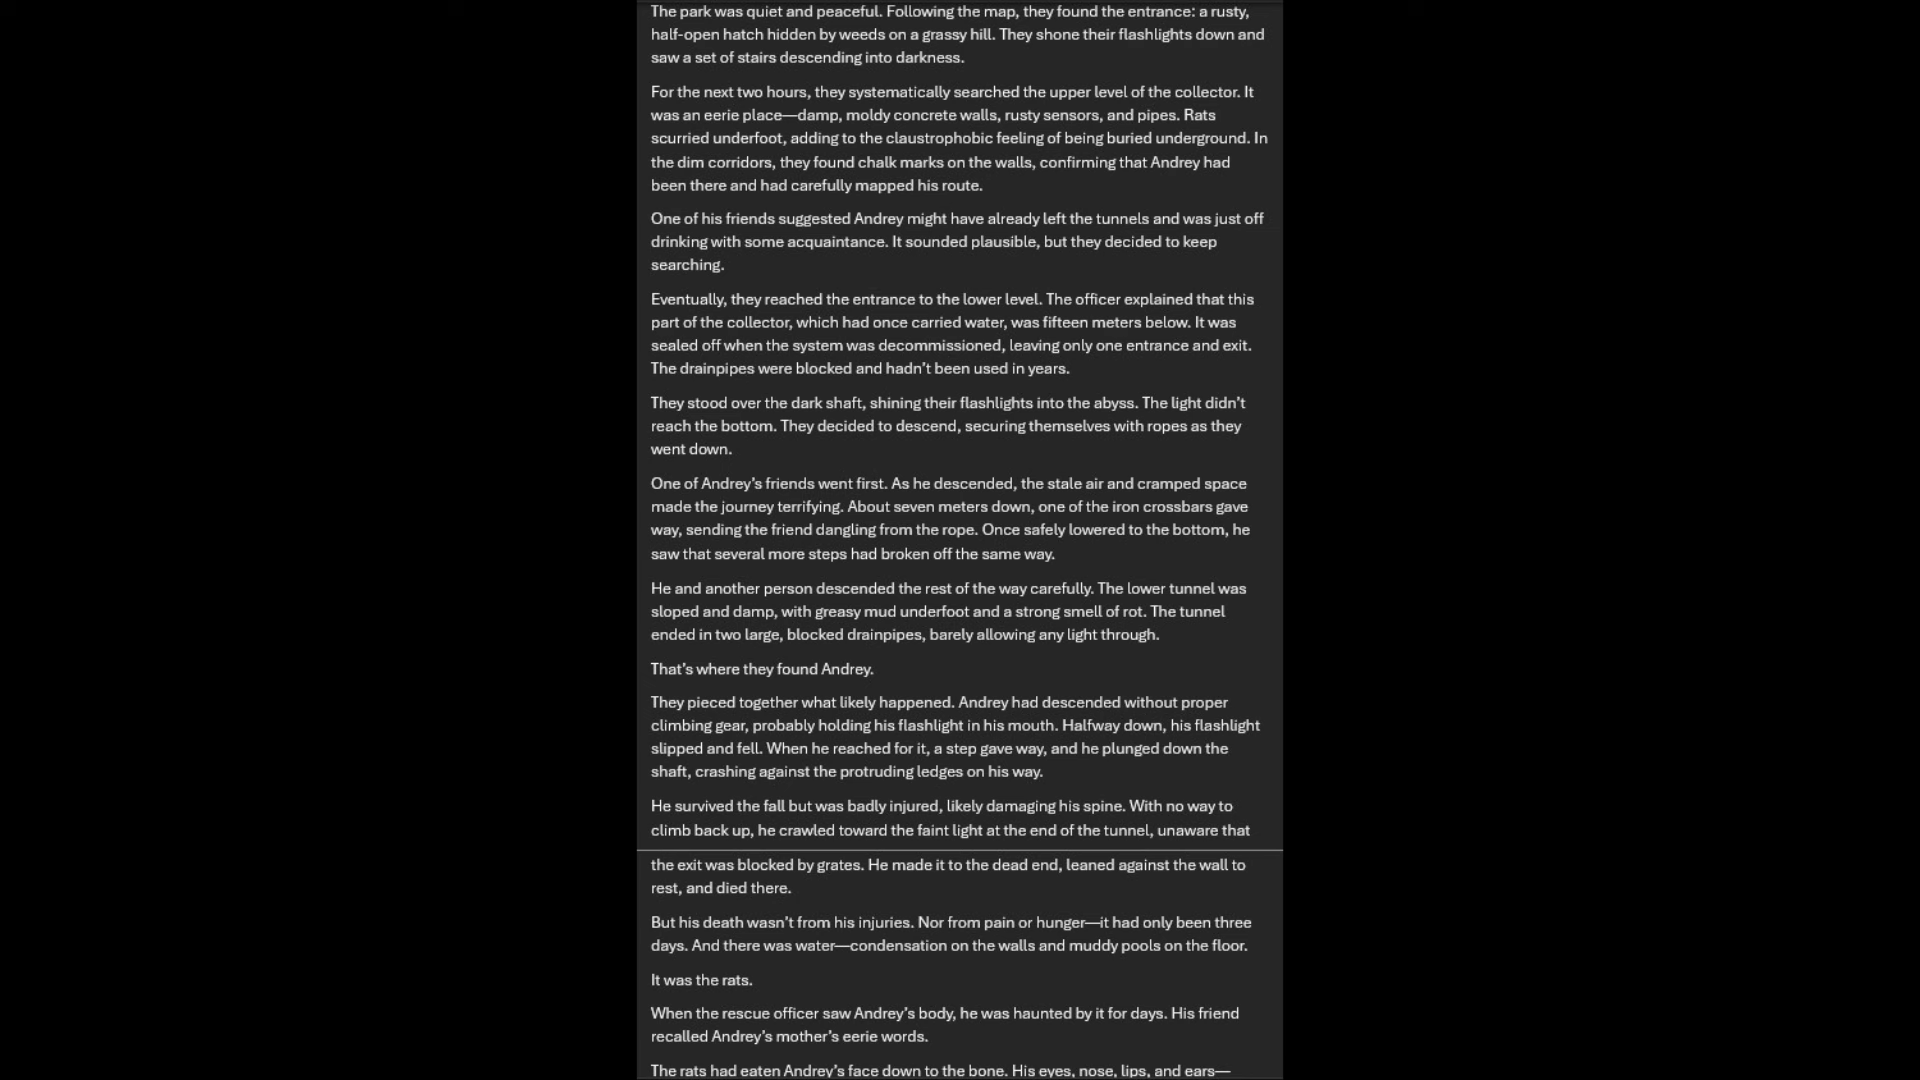 The park was quiet and peaceful. Following the map, they found the entrance: a rusty,
half-open hatch hidden by weeds on a grassy hill. They shone their flashlights down and
saw a set of stairs descending into darkness.
For the next two hours, they systematically searched the upper level of the collector. It
was an eerie place—damp, moldy concrete walls, rusty sensors, and pipes. Rats
scurried underfoot, adding to the claustrophobic feeling of being buried underground. In
the dim corridors, they found chalk marks on the walls, confirming that Andrey had
been there and had carefully mapped his route.
One of his friends suggested Andrey might have already left the tunnels and was just off
drinking with some acquaintance. It sounded plausible, but they decided to keep
searching.
Eventually, they reached the entrance to the lower level. The officer explained that this
part of the collector, which had once carried water, was fifteen meters below. It was
sealed off when the system was decommissioned, leaving only one entrance and exit.
The drainpipes were blocked and hadn’t been used in years.
They stood over the dark shaft, shining their flashlights into the abyss. The light didn’t
reach the bottom. They decided to descend, securing themselves with ropes as they
went down.
One of Andrey’s friends went first. As he descended, the stale air and cramped space
made the journey terrifying. About seven meters down, one of the iron crossbars gave
way, sending the friend dangling from the rope. Once safely lowered to the bottom, he
saw that several more steps had broken off the same way.
He and another person descended the rest of the way carefully. The lower tunnel was
sloped and damp, with greasy mud underfoot and a strong smell of rot. The tunnel
ended in two large, blocked drainpipes, barely allowing any light through.
That’s where they found Andrey.
They pieced together what likely happened. Andrey had descended without proper
climbing gear, probably holding his flashlight in his mouth. Halfway down, his flashlight
slipped and fell. When he reached for it, a step gave way, and he plunged down the
shaft, crashing against the protruding ledges on his way.
He survived the fall but was badly injured, likely damaging his spine. With no way to
climb back up, he crawled toward the faint light at the end of the tunnel, unaware that
the exit was blocked by grates. He made it to the dead end, leaned against the wall to
rest, and died there.
But his death wasn’t from his injuries. Nor from pain or hunger—it had only been three
days. And there was water—condensation on the walls and muddy pools on the floor.
It was the rats.
When the rescue officer saw Andrey’s body, he was haunted by it for days. His friend
recalled Andrey’s mother’s eerie words.
The rats had eaten Andrey’s face down to the bone. His eyes, nose, lips, and ears—